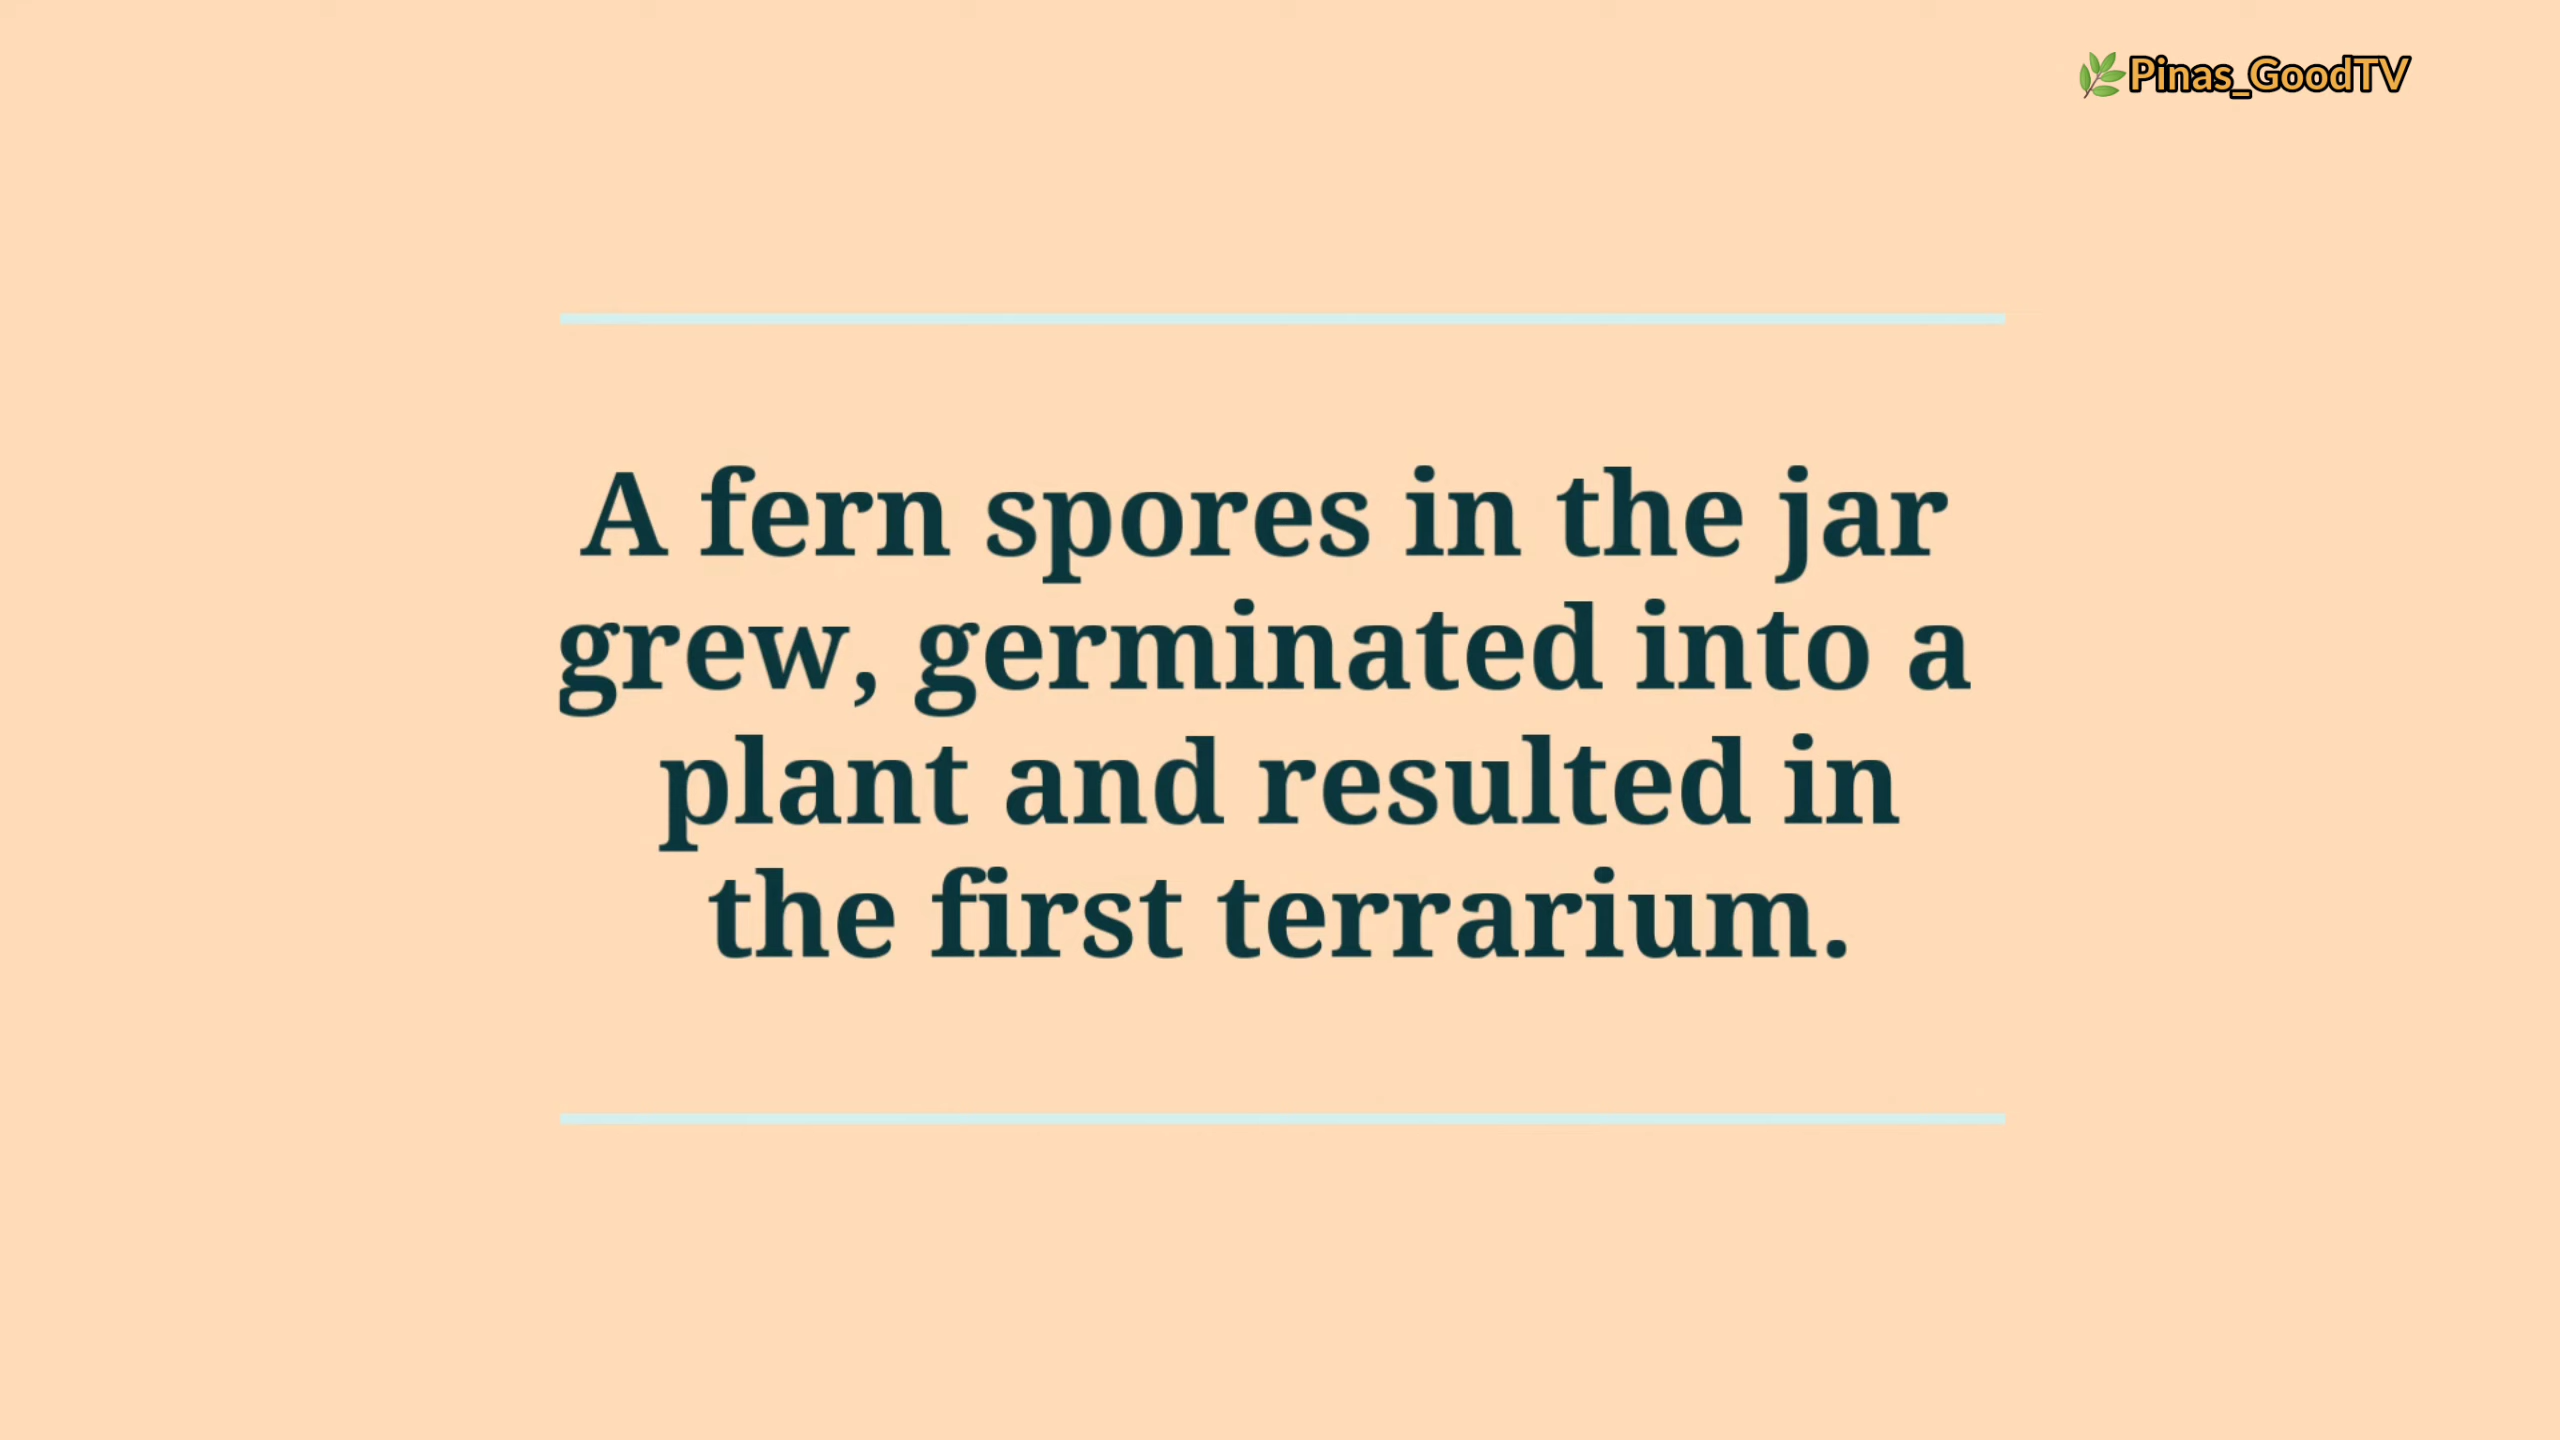 🌿Pinas_GoodTV
A fern spores in the jar
grew, germinated into a
plant and resulted in
the first terrarium.